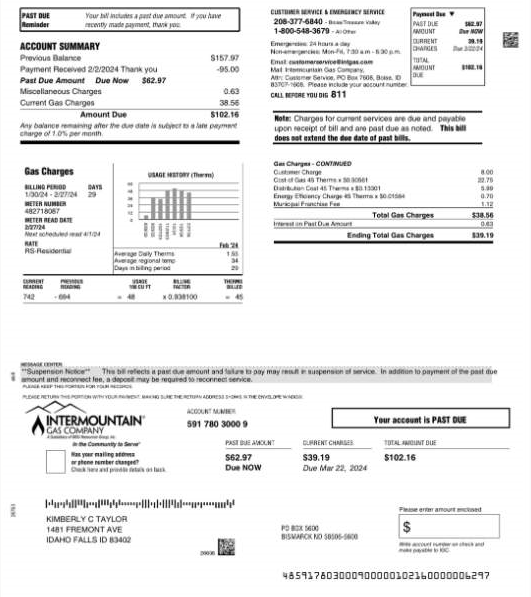 PAST DUE
Reminder
Your bill includes a past due amount. If you have
recently made payment, thank you.
ACCOUNT SUMMARY
Previous Balance $157.97
Payment Received 2/2/2024 Thank you -95.00
Past Due Amount Due Now $62.97
Miscellaneous Charges 0.63
Current Gas Charges 38.56
Amount Due $102.16
Any balance remaining after the due date is subject to a late payment
charge of 1.0% per month.
CUSTOMER SERVICE & EMERGENCY SERVICE
208-377-6840 - Boise/Treasure Valley
1-800-548-3679 - All Other
Emergencies: 24 hours a day
Non-emergencies: Mon-Fri, 7:30 a.m - 6:30 p.m.
Email: customerservice@intgas.com
Mail: Intermountain Gas Company,
Attn: Customer Service, PO Box 7608, Boise, ID
83707-1608. Please include your account number.
CALL BEFORE YOU DIG 811
Payment Due ▼
PAST DUE AMOUNT $62.97 Due NOW
CURRENT CHARGES 39.19 Due 3/22/24
TOTAL AMOUNT DUE $102.16
Note: Charges for current services are due and payable
upon receipt of bill and are past due as noted. This bill
does not extend the due date of past bills.
Gas Charges
BILLING PERIOD DAYS
1/30/24 - 2/27/24 29
METER NUMBER
482718087
METER READ DATE
2/27/24
Next scheduled read 4/1/24
RATE
RS-Residential
USAGE HISTORY (Therms)
Feb '24
Average Daily Therms 1.55
Average regional temp 34
Days in billing period 29
CURRENT READING PREVIOUS READING USAGE 100 CU FT BILLING FACTOR THERMS BILLED
742 - 694 = 48 x 0.938100 = 45
Gas Charges - CONTINUED
Customer Charge 8.00
Cost of Gas 45 Therms x 22.75
Distribution Cost 45 Therms x 5.99
Energy Efficiency Charge 45 Therms x 0.70
Municipal Franchise Fee 1.12
Total Gas Charges $38.56
Interest on Past Due Amount 0.63
Ending Total Gas Charges $39.19
MESSAGE CENTER
**Suspension Notice** This bill reflects a past due amount and failure to pay may result in suspension of service. In addition to payment of the past due
amount and reconnect fee, a deposit may be required to reconnect service.
PLEASE KEEP THIS PORTION FOR YOUR RECORDS.
PLEASE RETURN THIS PORTION WITH YOUR PAYMENT, MAKING SURE THE RETURN ADDRESS SHOWS IN THE ENVELOPE WINDOW.
INTERMOUNTAIN®
GAS COMPANY
A Subsidiary of MDU Resources Group, Inc.
In the Community to Serve®
Has your mailing address
or phone number changed?
Check here and provide details on back.
ACCOUNT NUMBER
591 780 3000 9
Your account is PAST DUE
PAST DUE AMOUNT CURRENT CHARGES TOTAL AMOUNT DUE
$62.97 $39.19 $102.16
Due NOW Due Mar 22, 2024
KIMBERLY C TAYLOR
1481 FREMONT AVE
IDAHO FALLS ID 83402
PO BOX 5600
BISMARCK ND 58506-5600
Please enter amount enclosed
$
Write account number on check and
make payable to IGC.
4859178030009000001021600000006297